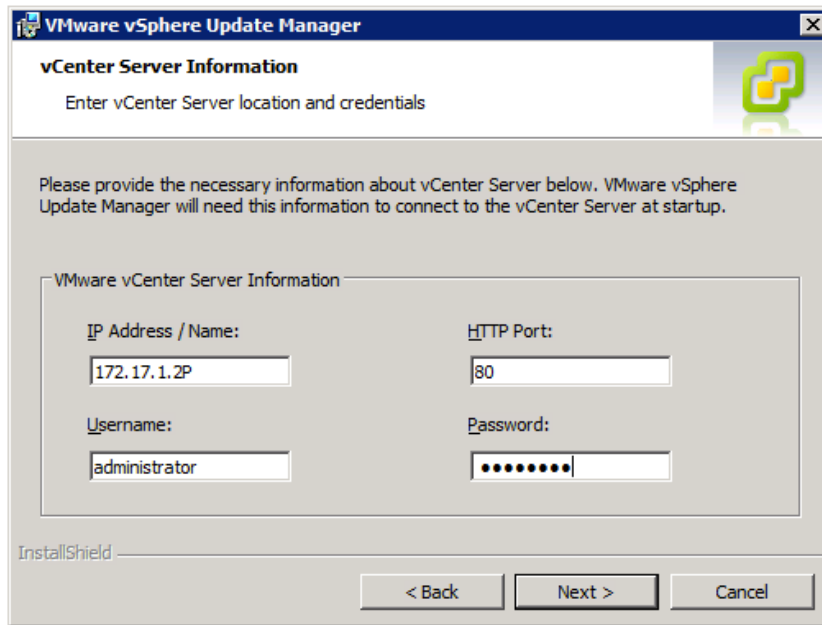 VMware vSphere Update Manager
vCenter Server Information
Enter vCenter Server location and credentials
Please provide the necessary information about vCenter Server below. VMware vSphere
Update Manager will need this information to connect to the vCenter Server at startup.
VMware vCenter Server Information
IP Address / Name:
HTTP Port:
172.17.1.2P
80
Username:
Password:
administrator
●●●●●●●●
InstallShield
< Back
Next >
Cancel